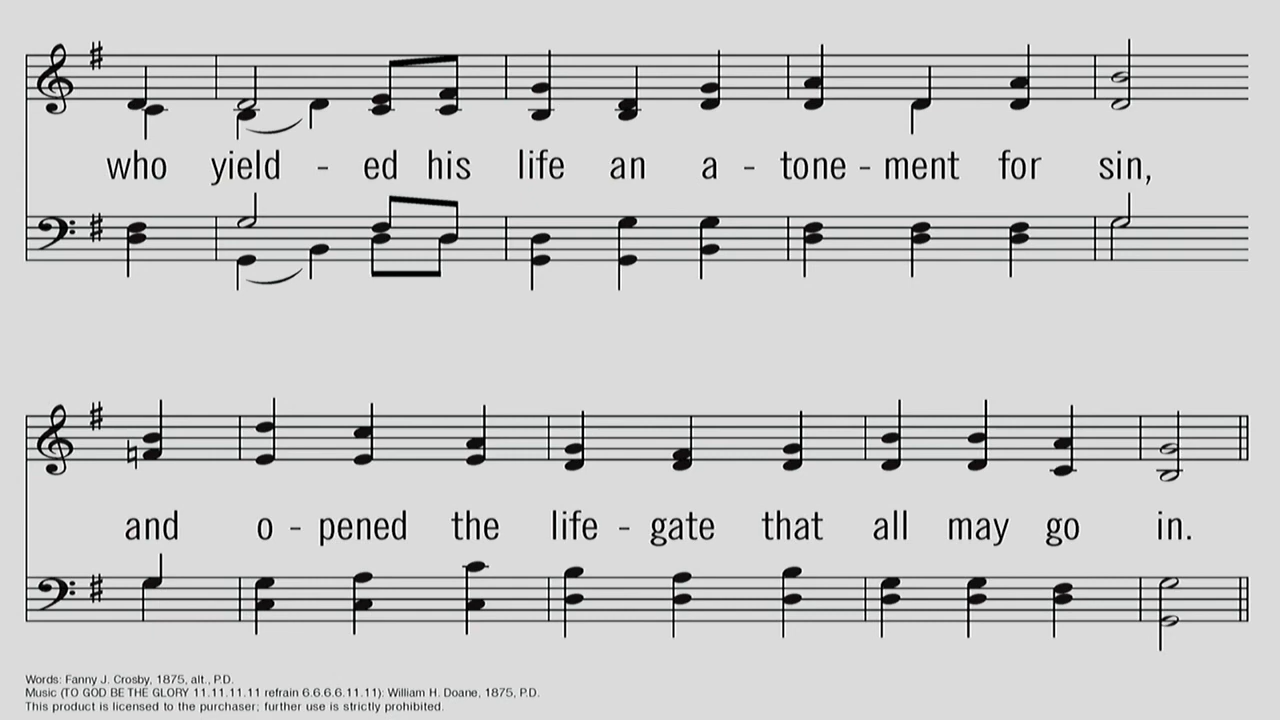 who yield - ed his life an a - tone - ment for sin,
and o - pened the life - gate that all may go in.
Words: Fanny J. Crosby, 1875, alt., P.D.
Music (TO GOD BE THE GLORY 11.11.11.11 refrain 6.6.6.6.11.11): William H. Doane, 1875, P.D.
This product is licensed to the purchaser; further use is strictly prohibited.